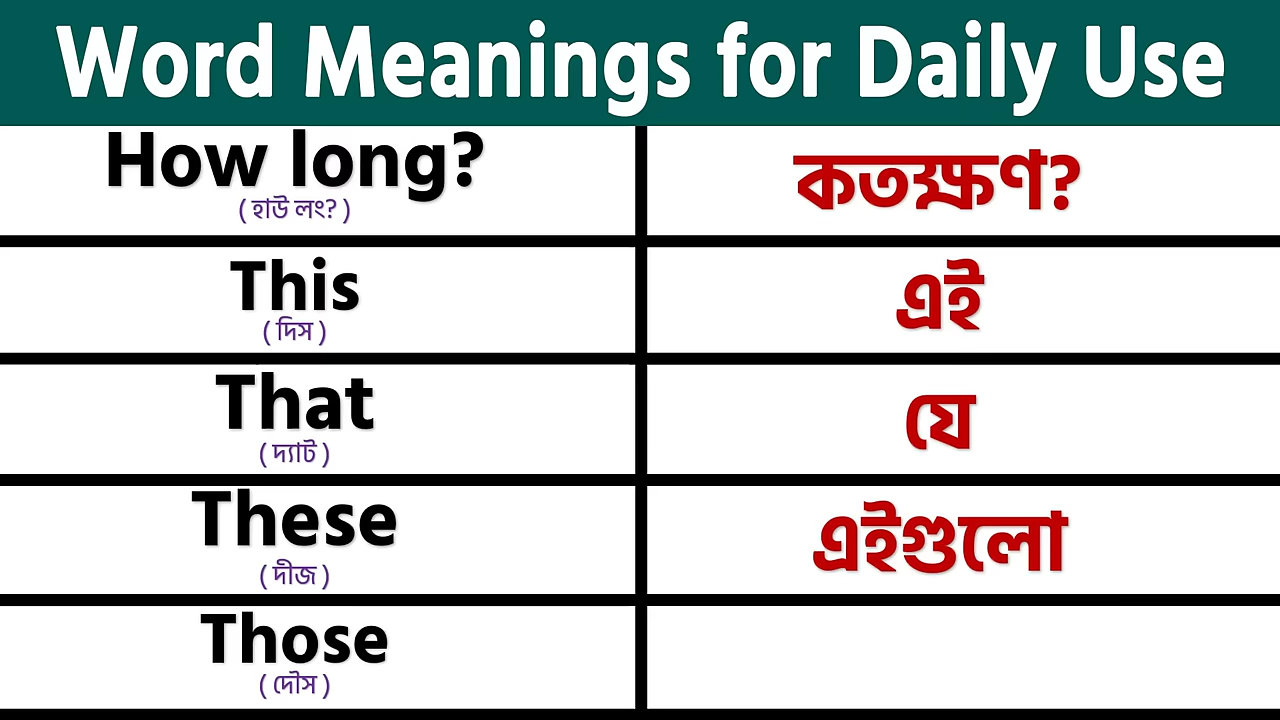 Word Meanings for Daily Use
How long?
( হাউ লং? )
কতক্ষণ?
This
( দিস )
এই
That
( দ্যাট )
যে
These
( দীজ )
এইগুলো
Those
( দৌস )